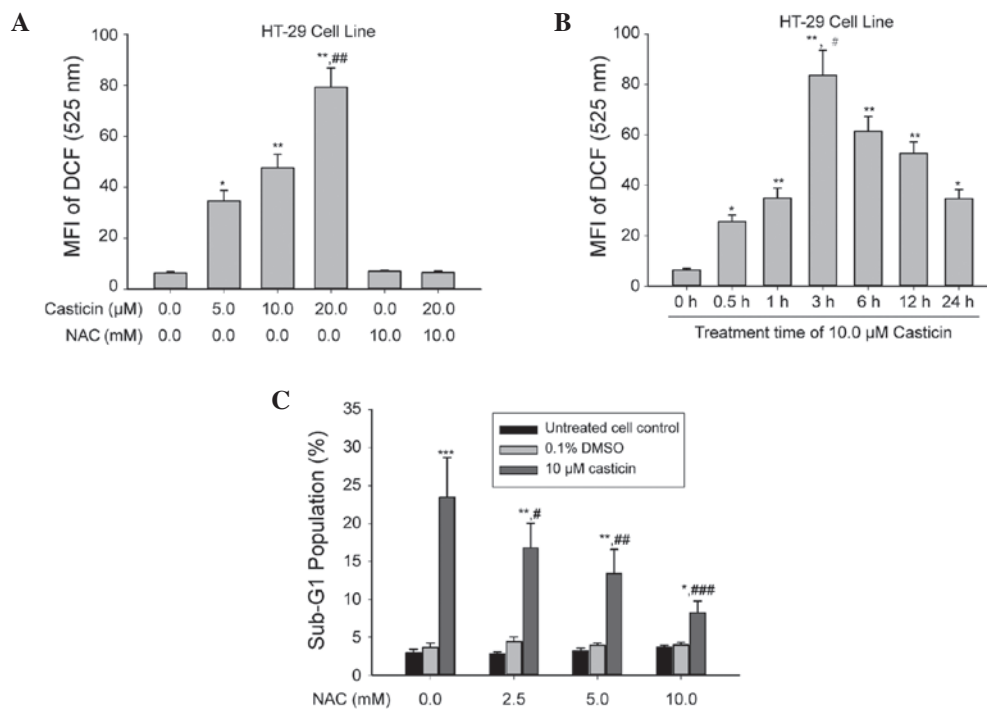 A
HT-29 Cell Line
MFI of DCF (525 nm)
100
80
60
40
20
0
*
**
**,##
Casticin (µM) 0.0 5.0 10.0 20.0 0.0 20.0
NAC (mM) 0.0 0.0 0.0 0.0 10.0 10.0
B
HT-29 Cell Line
MFI of DCF (525 nm)
100
80
60
40
20
0
*
**
**, #
**
**
*
0 h 0.5 h 1 h 3 h 6 h 12 h 24 h
Treatment time of 10.0 µM Casticin
C
Sub-G1 Population (%)
35
30
25
20
15
10
5
0
Untreated cell control
0.1% DMSO
10 µM casticin
***
**,#
**,##
*,###
NAC (mM) 0.0 2.5 5.0 10.0